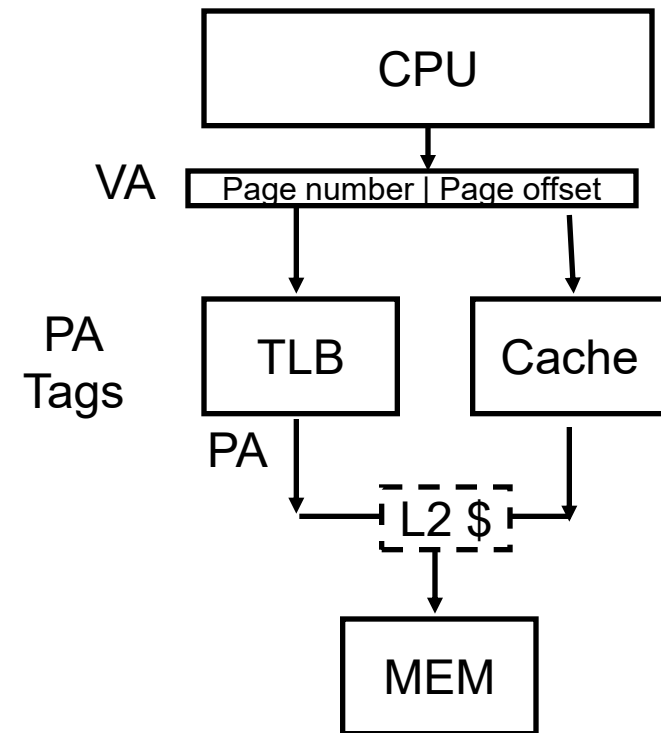 CPU
VA
Page number | Page offset
PA
Tags
TLB
Cache
PA
L2 $
MEM